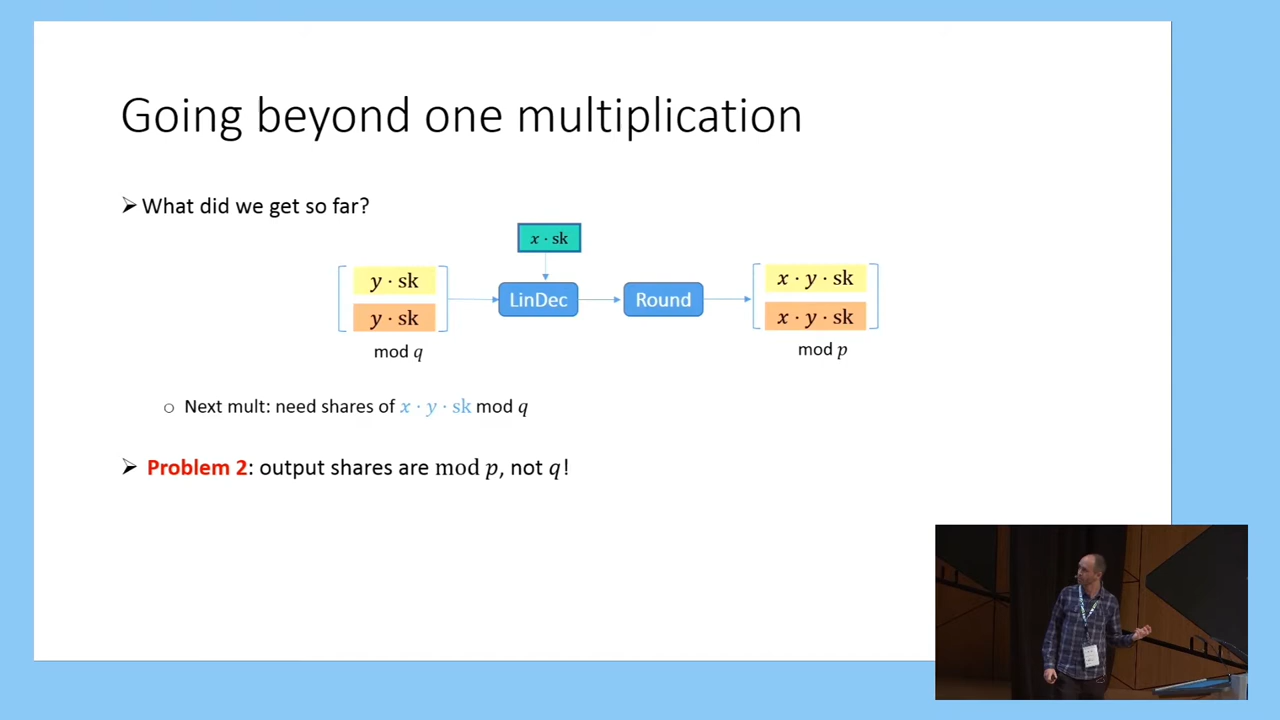 Going beyond one multiplication
➢ What did we get so far?
x · sk
y · sk
y · sk
mod q
LinDec
Round
x · y · sk
x · y · sk
mod p
○ Next mult: need shares of x · y · sk mod q
➢ Problem 2: output shares are mod p, not q!